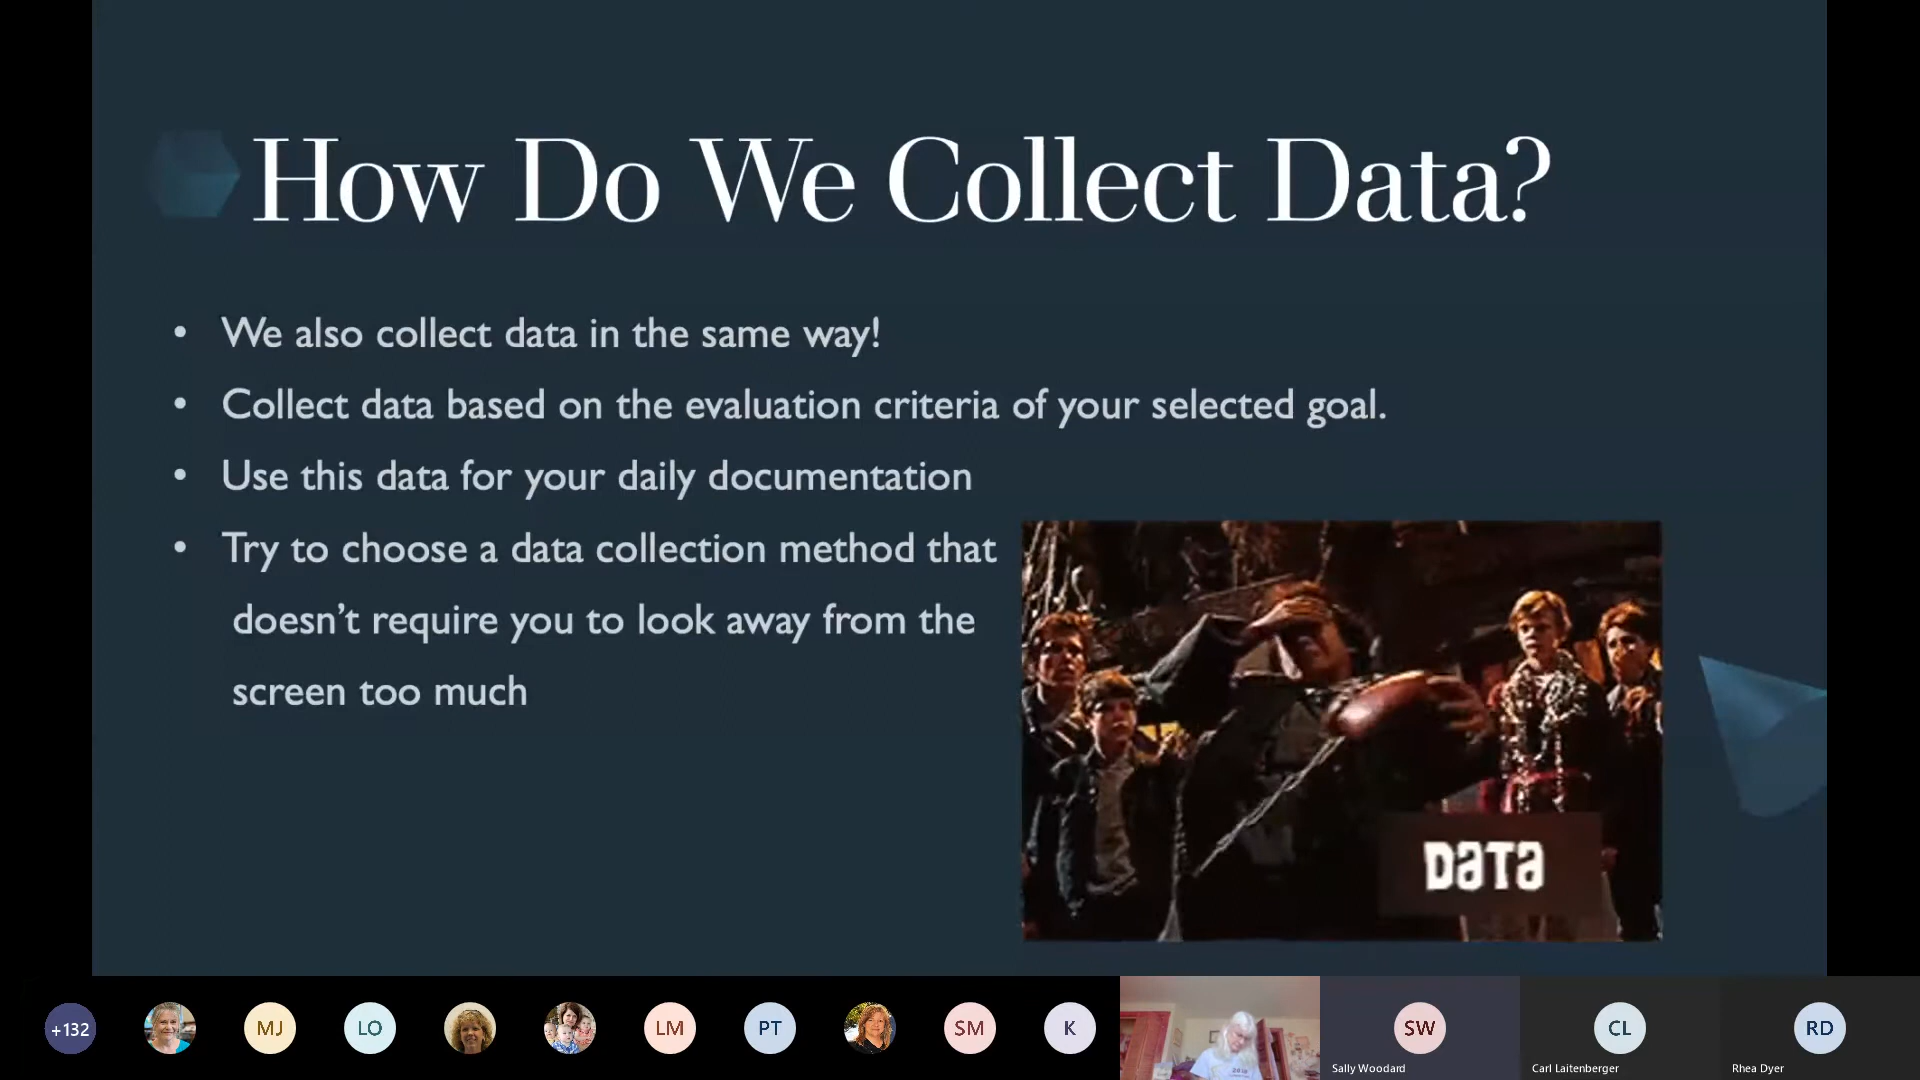 How Do We Collect Data?
• We also collect data in the same way!
• Collect data based on the evaluation criteria of your selected goal.
• Use this data for your daily documentation
• Try to choose a data collection method that
doesn’t require you to look away from the
screen too much
DATA
+132
MJ
LO
LM
PT
SM
K
SW
Sally Woodard
CL
Carl Laitenberger
RD
Rhea Dyer